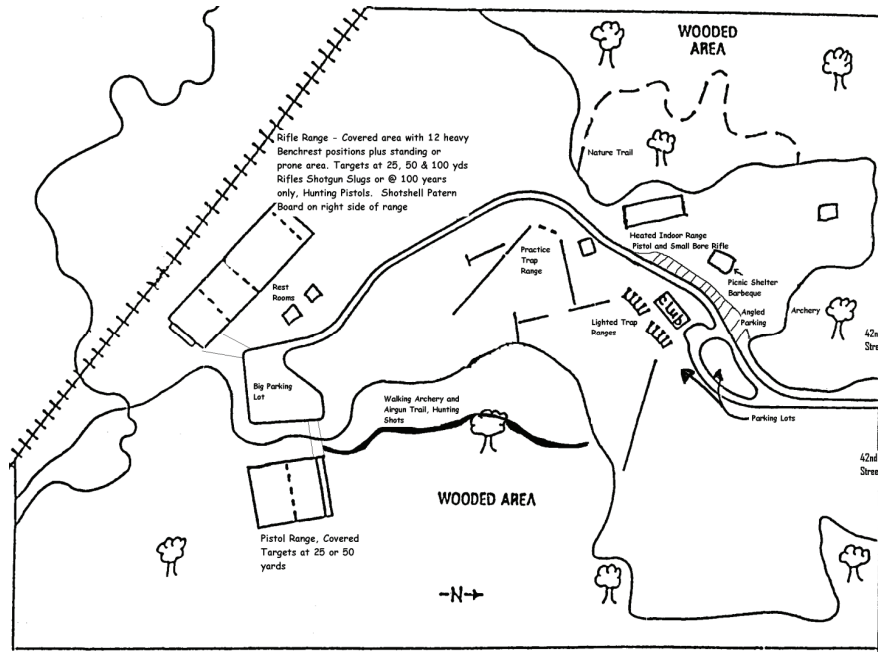 WOODED
AREA
Rifle Range - Covered area with 12 heavy
Benchrest positions plus standing or
prone area. Targets at 25, 50 & 100 yds
Rifles Shotgun Slugs or @ 100 years
only, Hunting Pistols. Shotshell Patern
Board on right side of range
Nature Trail
Heated Indoor Range
Pistol and Small Bore Rifle
Practice
Trap
Range
Rest
Rooms
Picnic Shelter
Barbeque
Club
Angled
Parking
Archery
Lighted Trap
Ranges
42n
Stre
Big Parking
Lot
Walking Archery and
Airgun Trail, Hunting
Shots
Parking Lots
42nd
Stree
WOODED AREA
Pistol Range, Covered
Targets at 25 or 50
yards
N